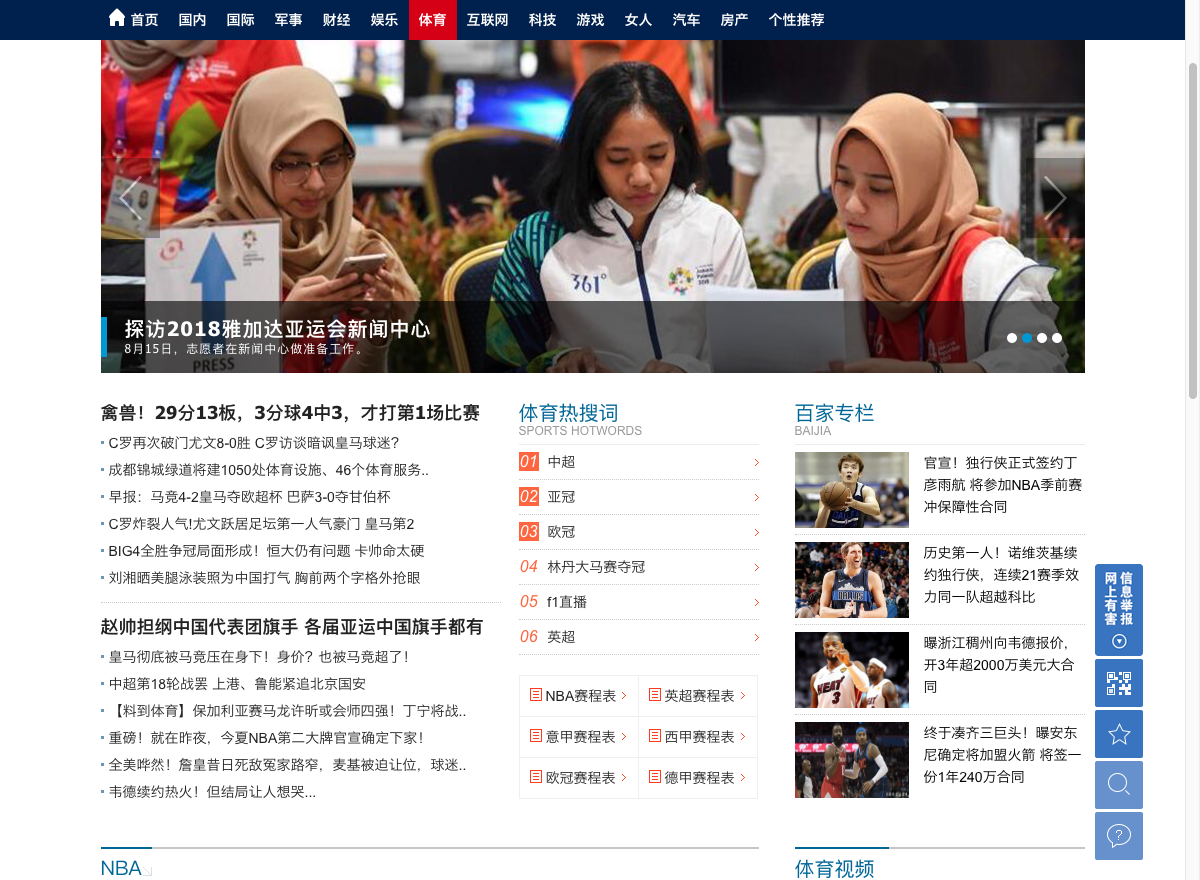 首页 国内 国际 军事 财经 娱乐 体育 互联网 科技 游戏 女人 汽车 房产 个性推荐
361°
PRESS
探访2018雅加达亚运会新闻中心
8月15日，志愿者在新闻中心做准备工作。
禽兽！29分13板，3分球4中3，才打第1场比赛
C罗再次破门尤文8-0胜 C罗访谈暗讽皇马球迷？
成都锦城绿道将建1050处体育设施、46个体育服务..
早报：马竞4-2皇马夺欧超杯 巴萨3-0夺甘伯杯
C罗炸裂人气!尤文跃居足坛第一人气豪门 皇马第2
BIG4全胜争冠局面形成！恒大仍有问题 卡帅命太硬
刘湘晒美腿泳装照为中国打气 胸前两个字格外抢眼
赵帅担纲中国代表团旗手 各届亚运中国旗手都有
皇马彻底被马竞压在身下！身价？也被马竞超了！
中超第18轮战罢 上港、鲁能紧追北京国安
【料到体育】保加利亚赛马龙许昕或会师四强！丁宁将战..
重磅！就在昨夜，今夏NBA第二大牌官宣确定下家！
全美哗然！詹皇昔日死敌冤家路窄，麦基被迫让位，球迷..
韦德续约热火！但结局让人想哭...
体育热搜词
SPORTS HOTWORDS
01 中超
02 亚冠
03 欧冠
04 林丹大马赛夺冠
05 f1直播
06 英超
NBA赛程表 英超赛程表
意甲赛程表 西甲赛程表
欧冠赛程表 德甲赛程表
百家专栏
BAIJIA
官宣！独行侠正式签约丁
彦雨航 将参加NBA季前赛
冲保障性合同
历史第一人！诺维茨基续
约独行侠，连续21赛季效
力同一队超越科比
曝浙江稠州向韦德报价，
开3年超2000万美元大合
同
终于凑齐三巨头！曝安东
尼确定将加盟火箭 将签一
份1年240万合同
网上有害
信息举报
NBA
体育视频